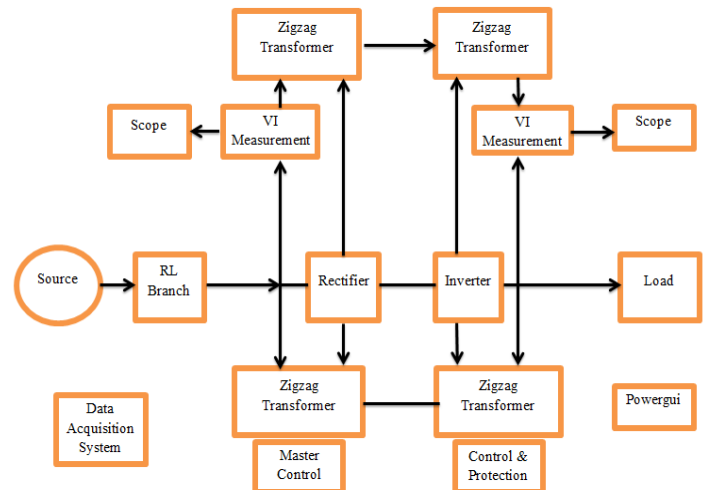 Zigzag
Transformer
Zigzag
Transformer
Scope
VI
Measurement
VI
Measurement
Scope
Source
RL
Branch
Rectifier
Inverter
Load
Zigzag
Transformer
Zigzag
Transformer
Data
Acquisition
System
Powergui
Master
Control
Control &
Protection